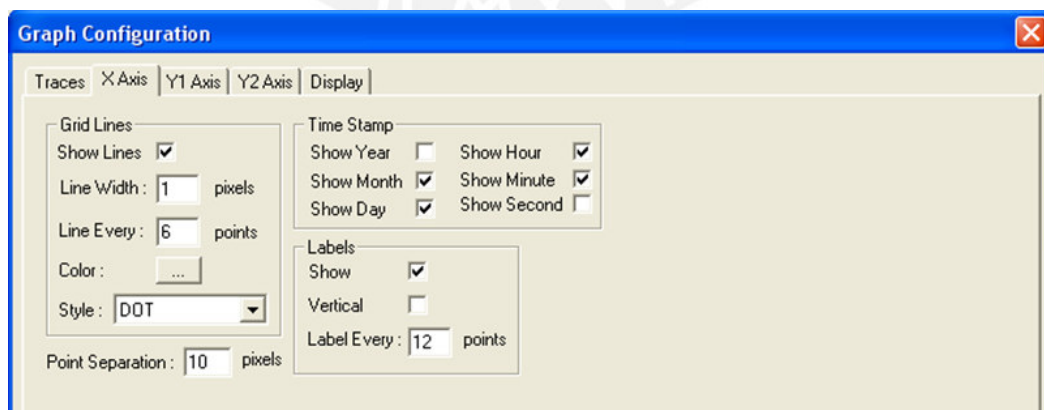 Graph Configuration
Traces X Axis Y1 Axis Y2 Axis Display
Grid Lines
Show Lines
Line Width : 1 pixels
Line Every : 6 points
Color : ...
Style : DOT
Point Separation : 10 pixels
Time Stamp
Show Year Show Hour
Show Month Show Minute
Show Day Show Second
Labels
Show
Vertical
Label Every : 12 points